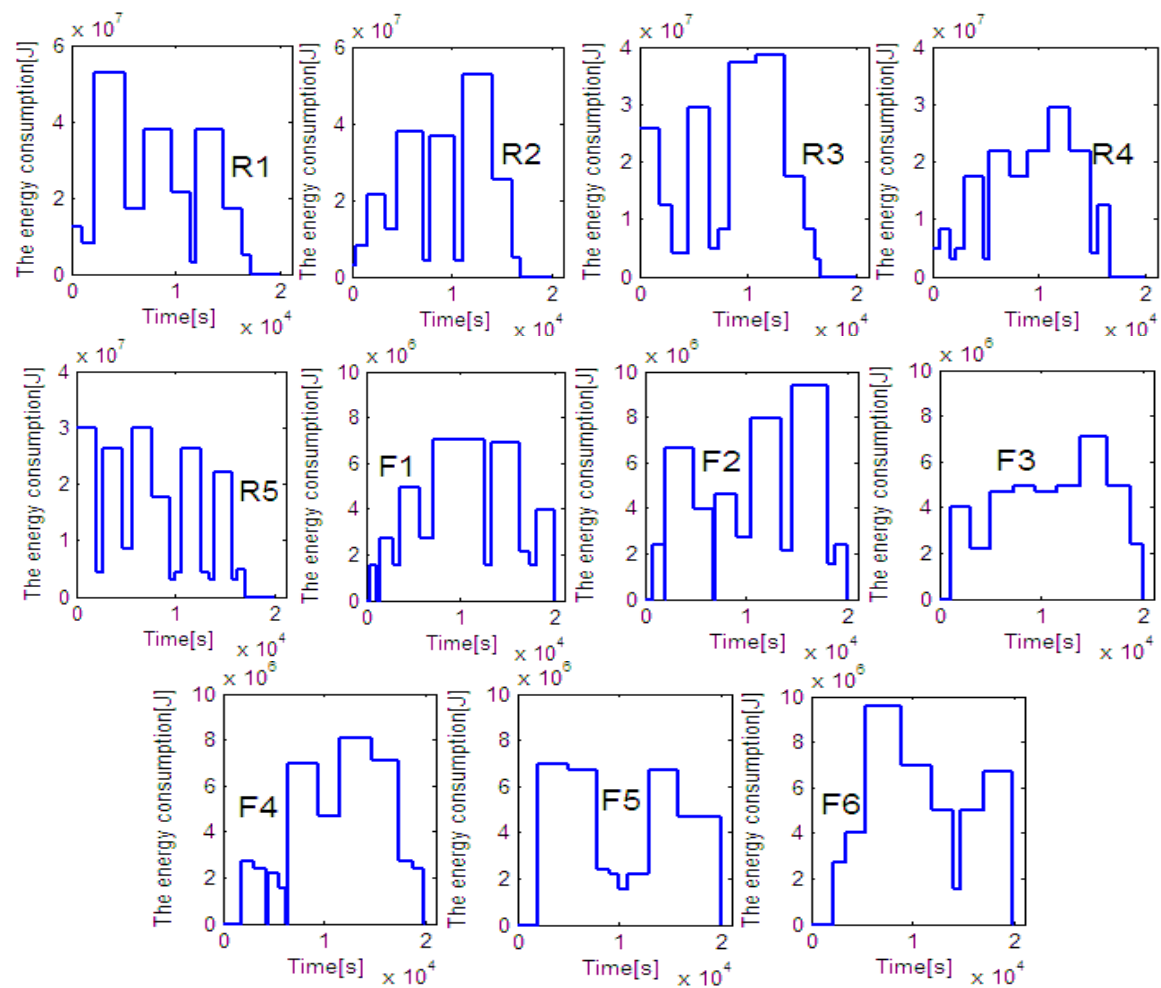 x 10^7
The energy consumption[J]
6
4
2
0
R1
0 1 2
Time[s]
x 10^4
x 10^7
The energy consumption[J]
6
4
2
0
R2
0 1 2
Time[s]
x 10^4
x 10^7
The energy consumption[J]
4
3
2
1
0
R3
0 1 2
Time[s]
x 10^4
x 10^7
The energy consumption[J]
4
3
2
1
0
R4
0 1 2
Time[s]
x 10^4
x 10^7
The energy consumption[J]
4
3
2
1
0
R5
0 1 2
Time[s]
x 10^4
x 10^6
The energy consumption[J]
10
8
6
4
2
0
F1
0 1 2
Time[s]
x 10^4
x 10^6
The energy consumption[J]
10
8
6
4
2
0
F2
0 1 2
Time[s]
x 10^4
x 10^6
The energy consumption[J]
10
8
6
4
2
0
F3
0 1 2
Time[s]
x 10^4
x 10^6
The energy consumption[J]
10
8
6
4
2
0
F4
0 1 2
Time[s]
x 10^4
x 10^6
The energy consumption[J]
10
8
6
4
2
0
F5
0 1 2
Time[s]
x 10^4
x 10^6
The energy consumption[J]
10
8
6
4
2
0
F6
0 1 2
Time[s]
x 10^4